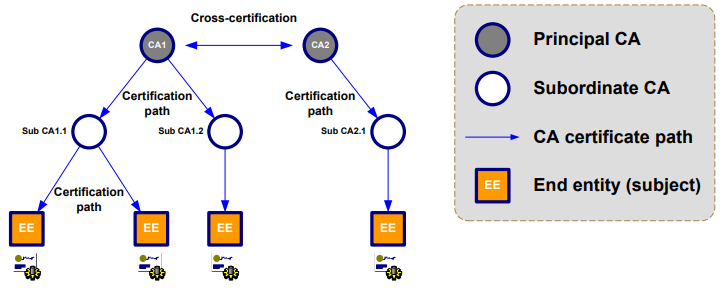 Cross-certification
CA1
CA2
Certification
path
Certification
path
Sub CA1.1
Sub CA1.2
Sub CA2.1
Certification
path
EE
EE
EE
EE
Principal CA
Subordinate CA
CA certificate path
EE
End entity (subject)